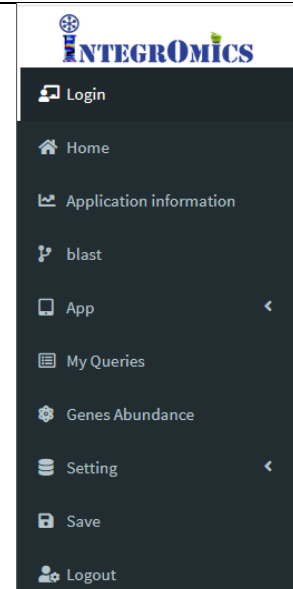 INTEGROMICS
Login
Home
Application information
blast
App
My Queries
Genes Abundance
Setting
Save
Logout